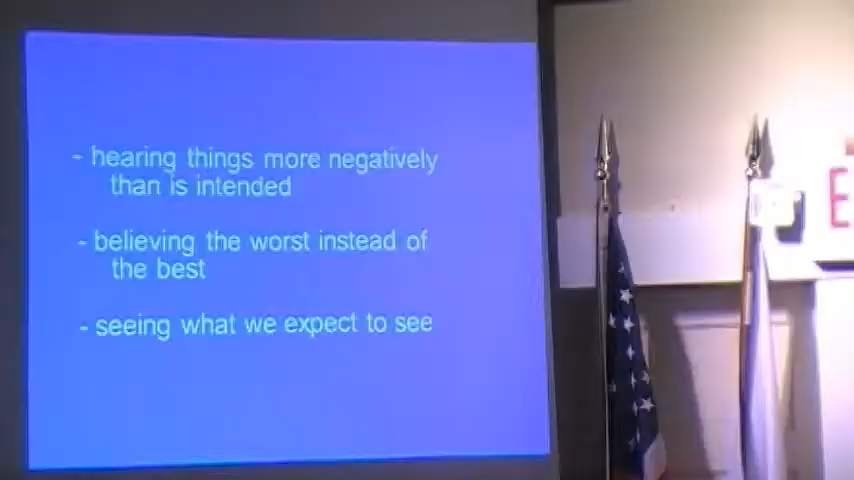 - hearing things more negatively
than is intended
- believing the worst instead of
the best
- seeing what we expect to see
E